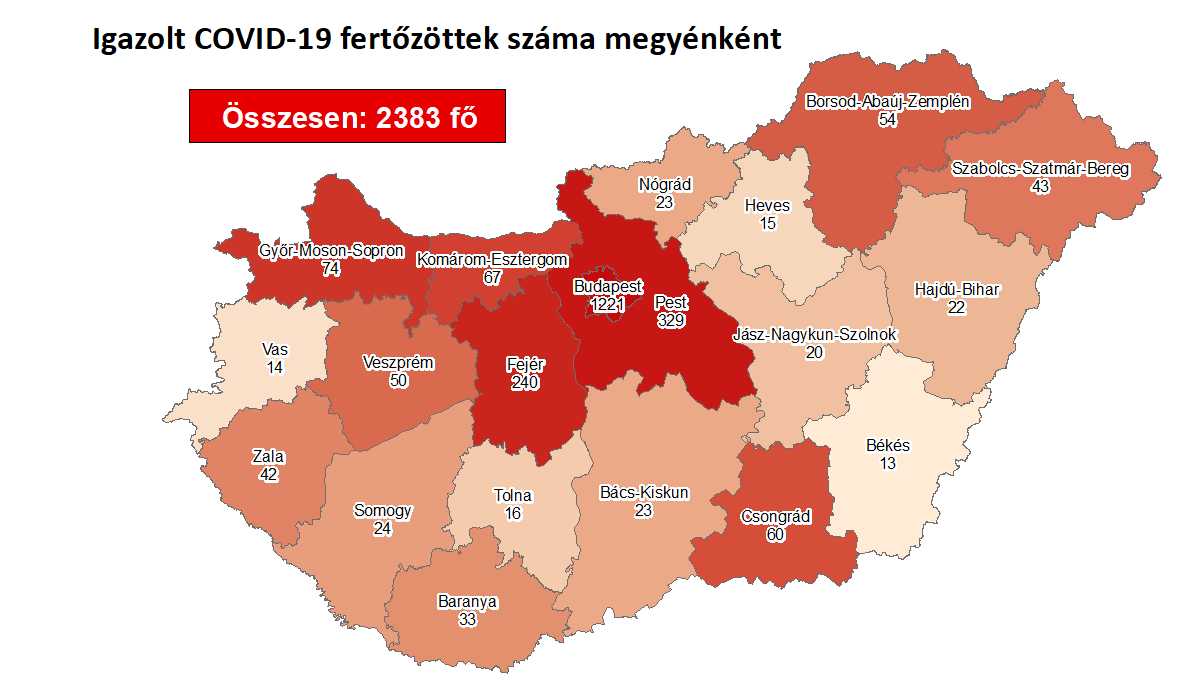 Igazolt COVID-19 fertőzöttek száma megyénként
Összesen: 2383 fő
Borsod-Abaúj-Zemplén
54
Szabolcs-Szatmár-Bereg
43
Nógrád
23
Heves
15
Győr-Moson-Sopron
74
Komárom-Esztergom
67
Budapest
1221
Pest
329
Hajdú-Bihar
22
Jász-Nagykun-Szolnok
20
Vas
14
Veszprém
50
Fejér
240
Békés
13
Zala
42
Somogy
24
Tolna
16
Bács-Kiskun
23
Csongrád
60
Baranya
33